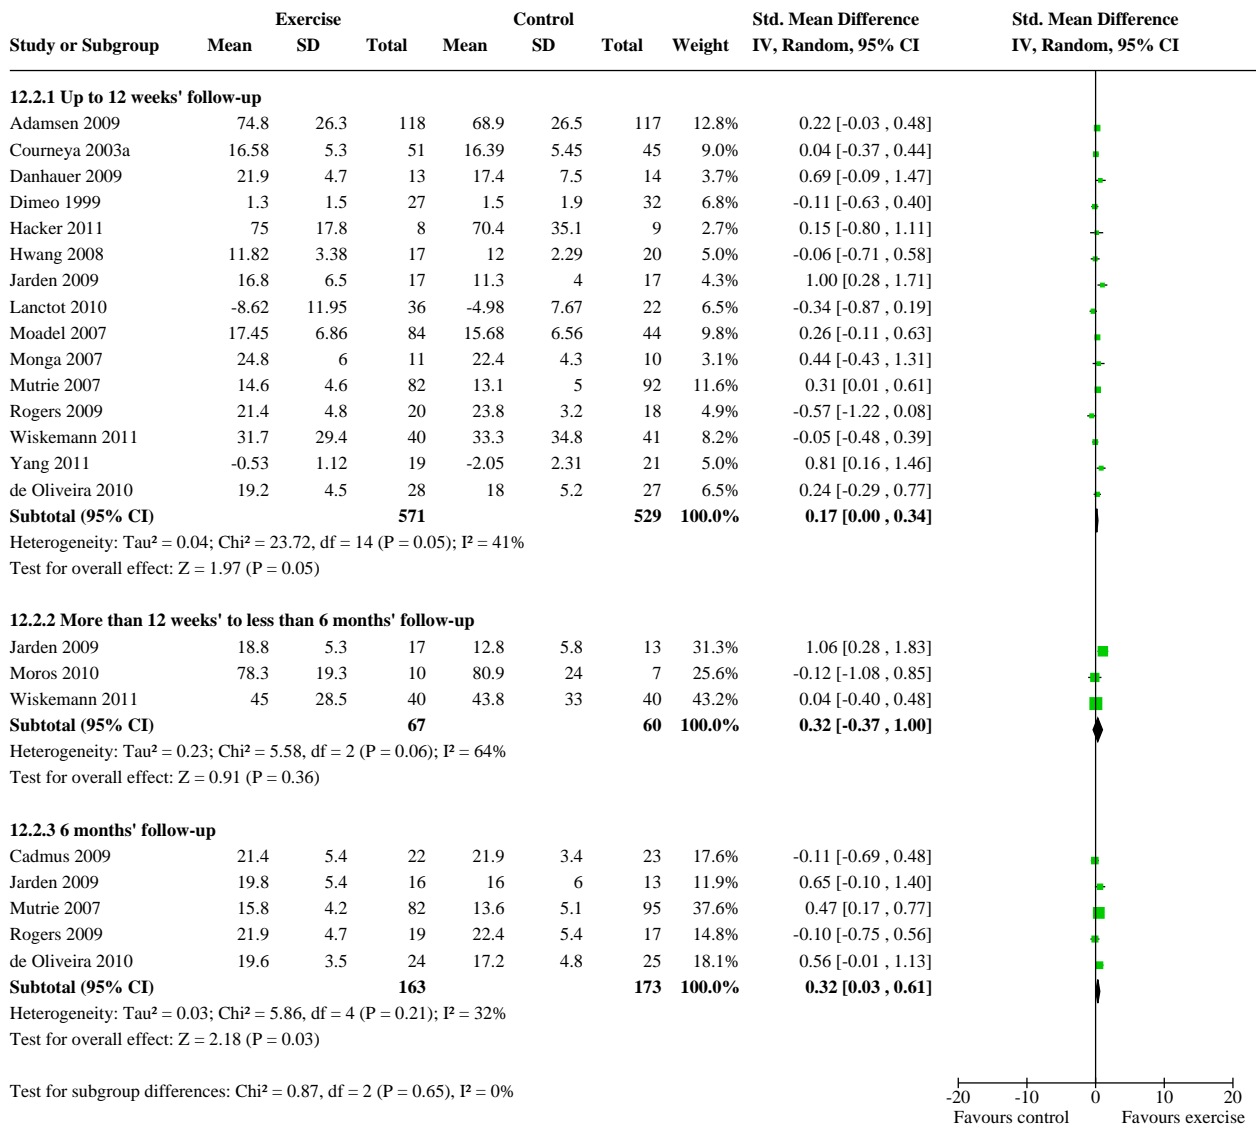 Exercise Control Std. Mean Difference Std. Mean Difference
Study or Subgroup Mean SD Total Mean SD Total Weight IV, Random, 95% CI IV, Random, 95% CI
12.2.1 Up to 12 weeks' follow-up
Adamsen 2009 74.8 26.3 118 68.9 26.5 117 12.8% 0.22 [-0.03 , 0.48]
Courneya 2003a 16.58 5.3 51 16.39 5.45 45 9.0% 0.04 [-0.37 , 0.44]
Danhauer 2009 21.9 4.7 13 17.4 7.5 14 3.7% 0.69 [-0.09 , 1.47]
Dimeo 1999 1.3 1.5 27 1.5 1.9 32 6.8% -0.11 [-0.63 , 0.40]
Hacker 2011 75 17.8 8 70.4 35.1 9 2.7% 0.15 [-0.80 , 1.11]
Hwang 2008 11.82 3.38 17 12 2.29 20 5.0% -0.06 [-0.71 , 0.58]
Jarden 2009 16.8 6.5 17 11.3 4 17 4.3% 1.00 [0.28 , 1.71]
Lanctot 2010 -8.62 11.95 36 -4.98 7.67 22 6.5% -0.34 [-0.87 , 0.19]
Moadel 2007 17.45 6.86 84 15.68 6.56 44 9.8% 0.26 [-0.11 , 0.63]
Monga 2007 24.8 6 11 22.4 4.3 10 3.1% 0.44 [-0.43 , 1.31]
Mutrie 2007 14.6 4.6 82 13.1 5 92 11.6% 0.31 [0.01 , 0.61]
Rogers 2009 21.4 4.8 20 23.8 3.2 18 4.9% -0.57 [-1.22 , 0.08]
Wiskemann 2011 31.7 29.4 40 33.3 34.8 41 8.2% -0.05 [-0.48 , 0.39]
Yang 2011 -0.53 1.12 19 -2.05 2.31 21 5.0% 0.81 [0.16 , 1.46]
de Oliveira 2010 19.2 4.5 28 18 5.2 27 6.5% 0.24 [-0.29 , 0.77]
Subtotal (95% CI) 571 529 100.0% 0.17 [0.00 , 0.34]
Heterogeneity: Tau² = 0.04; Chi² = 23.72, df = 14 (P = 0.05); I² = 41%
Test for overall effect: Z = 1.97 (P = 0.05)
12.2.2 More than 12 weeks' to less than 6 months' follow-up
Jarden 2009 18.8 5.3 17 12.8 5.8 13 31.3% 1.06 [0.28 , 1.83]
Moros 2010 78.3 19.3 10 80.9 24 7 25.6% -0.12 [-1.08 , 0.85]
Wiskemann 2011 45 28.5 40 43.8 33 40 43.2% 0.04 [-0.40 , 0.48]
Subtotal (95% CI) 67 60 100.0% 0.32 [-0.37 , 1.00]
Heterogeneity: Tau² = 0.23; Chi² = 5.58, df = 2 (P = 0.06); I² = 64%
Test for overall effect: Z = 0.91 (P = 0.36)
12.2.3 6 months' follow-up
Cadmus 2009 21.4 5.4 22 21.9 3.4 23 17.6% -0.11 [-0.69 , 0.48]
Jarden 2009 19.8 5.4 16 16 6 13 11.9% 0.65 [-0.10 , 1.40]
Mutrie 2007 15.8 4.2 82 13.6 5.1 95 37.6% 0.47 [0.17 , 0.77]
Rogers 2009 21.9 4.7 19 22.4 5.4 17 14.8% -0.10 [-0.75 , 0.56]
de Oliveira 2010 19.6 3.5 24 17.2 4.8 25 18.1% 0.56 [-0.01 , 1.13]
Subtotal (95% CI) 163 173 100.0% 0.32 [0.03 , 0.61]
Heterogeneity: Tau² = 0.03; Chi² = 5.86, df = 4 (P = 0.21); I² = 32%
Test for overall effect: Z = 2.18 (P = 0.03)
Test for subgroup differences: Chi² = 0.87, df = 2 (P = 0.65), I² = 0%
-20 -10 0 10 20
Favours control Favours exercise